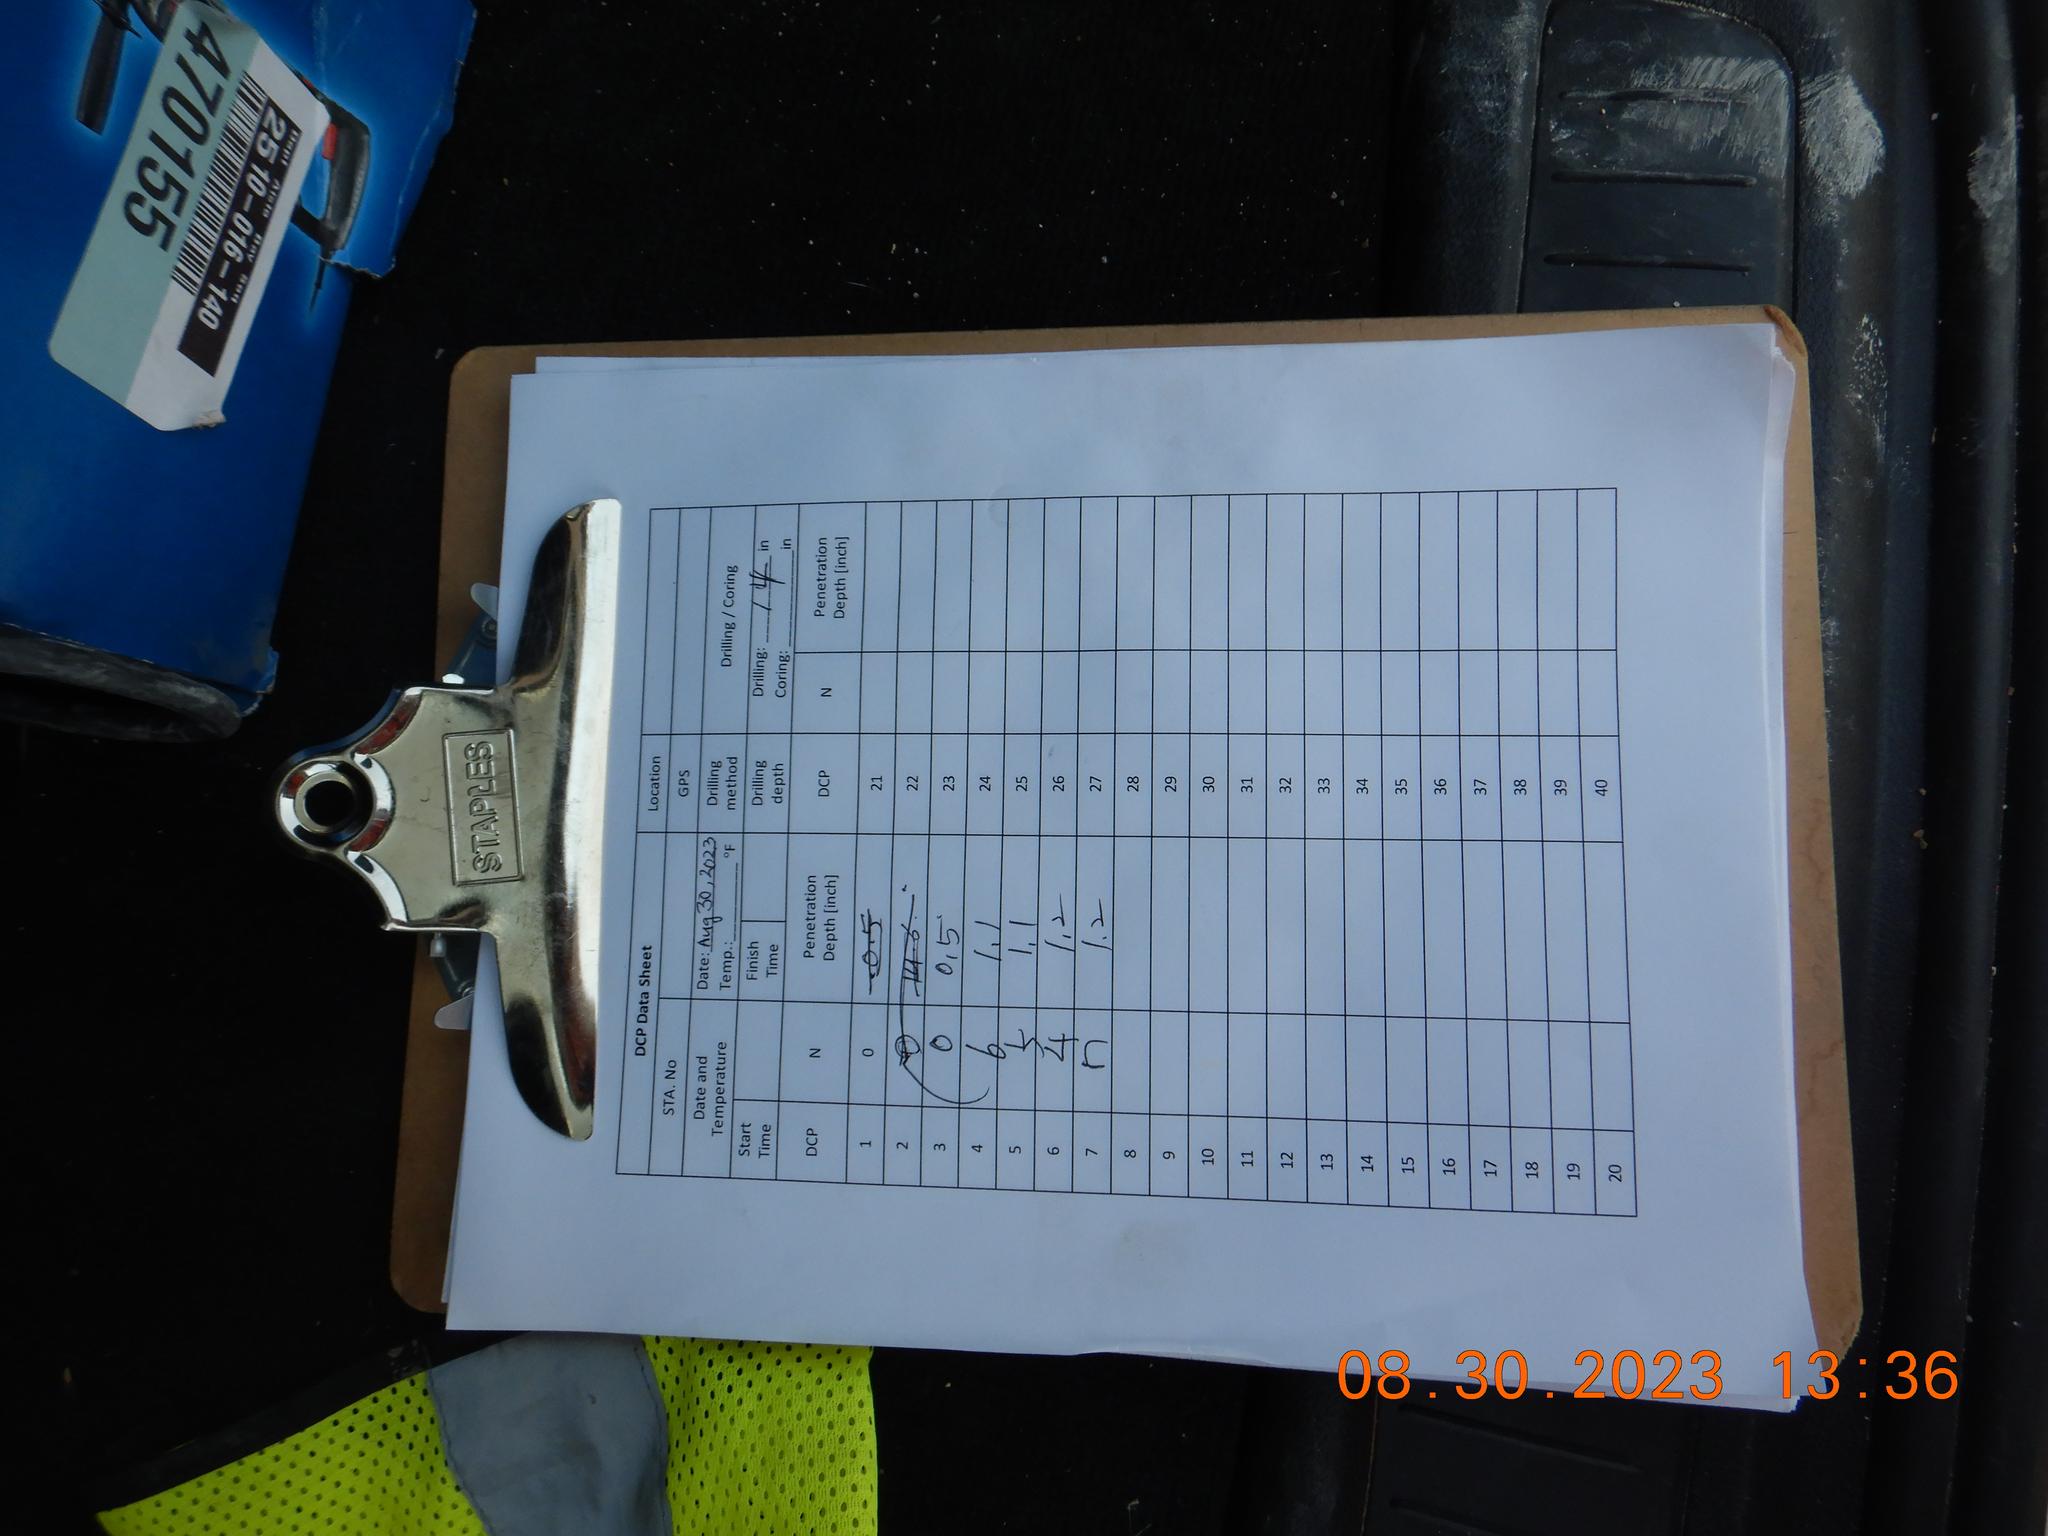 470155
2510-016-140
STAPLES
DCP Data Sheet
STA. No
Location
GPS
Date and Temperature
Date: Aug 30, 2023
Temp.: °F
Drilling method
Drilling / Coring
Start Time
Finish Time
Drilling depth
Drilling: 14 in
Coring: in
DCP N Penetration Depth [inch] DCP N Penetration Depth [inch]
1 0 0.5 21
2 0 22
3 0 0.5 23
4 6 1.1 24
5 1.1 25
6 4 1.2 26
7 1.2 27
8 28
9 29
10 30
11 31
12 32
13 33
14 34
15 35
16 36
17 37
18 38
19 39
20 40
08.30.2023 13:36